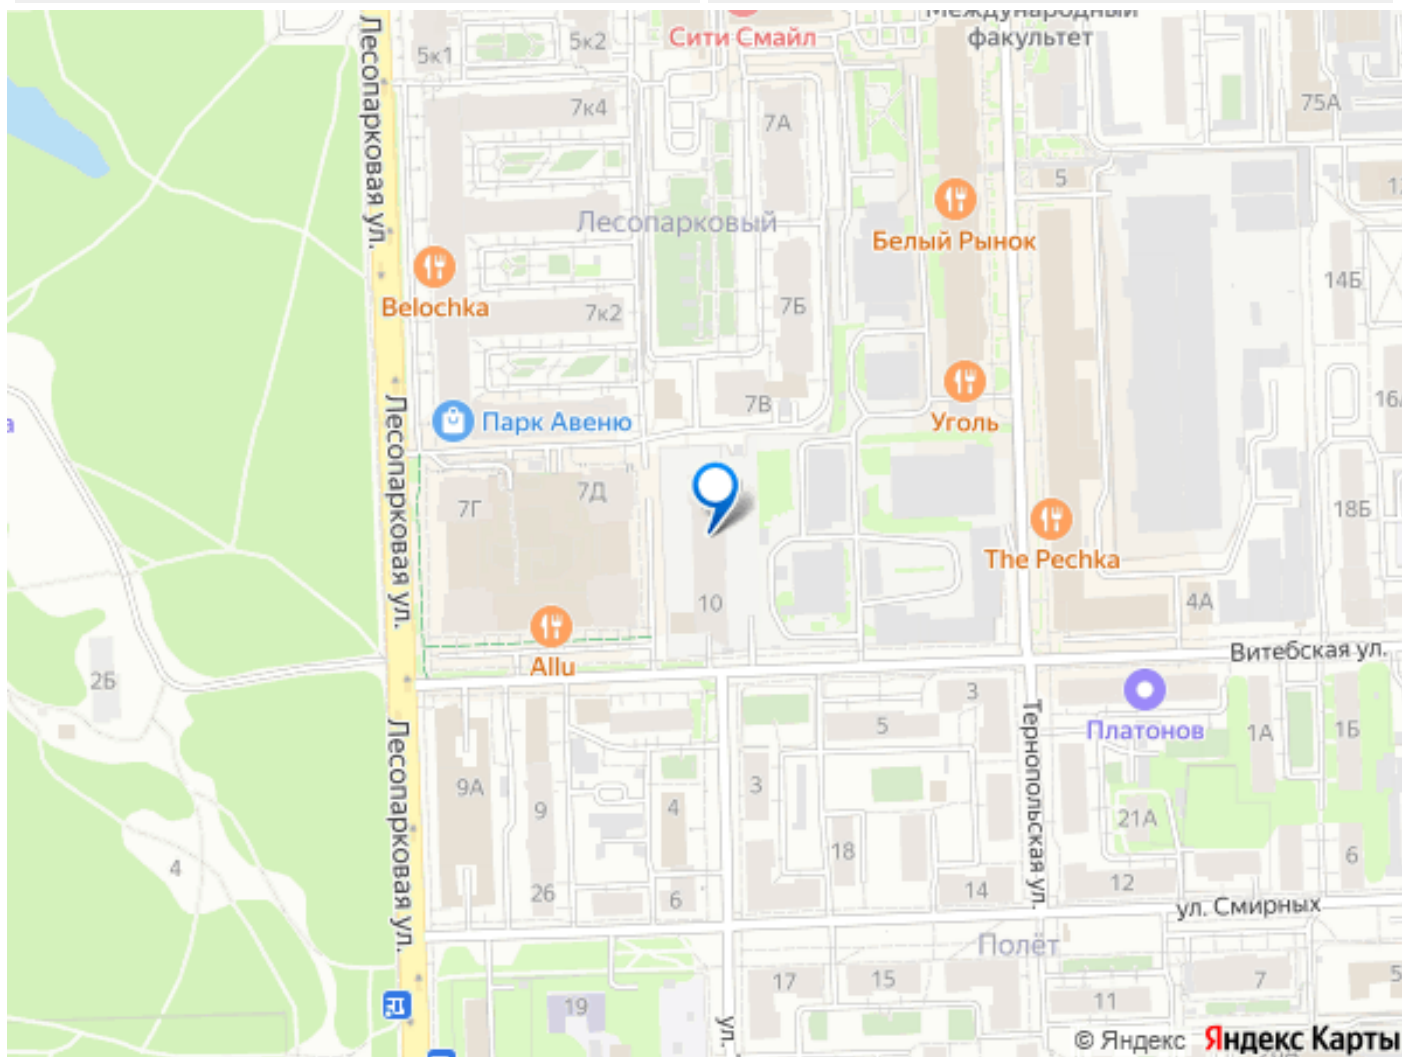 Международный
факультет
Сити Смайл
5к1
5к2
Лесопарковая ул.
7к4
7А
75А
5
Лесопарковый
Белый Рынок
Belochka
7к2
7Б
14Б
7В
16А
Парк Авеню
Уголь
Лесопарковая ул.
7Г
7Д
18Б
The Pechka
10
4А
Allu
Витебская ул.
2Б
3
5
Платонов
1А
1Б
Лесопарковая ул.
9А
9
4
3
Тернопольская ул.
21А
18
6
4
26
6
14
12
ул. Смирных
Полёт
17
15
7
5
19
11
ул.
© Яндекс Яндекс Карты